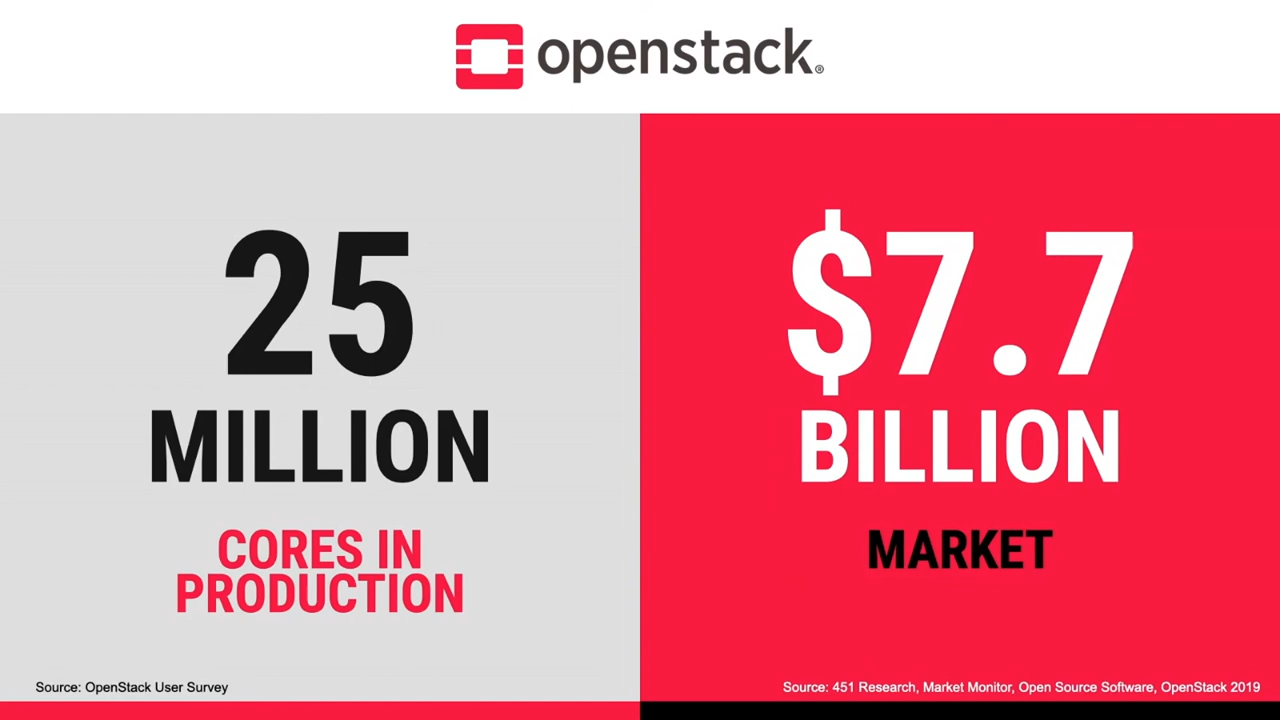 openstack.®
25
MILLION
CORES IN
PRODUCTION
Source: OpenStack User Survey
$7.7
BILLION
MARKET
Source: 451 Research, Market Monitor, Open Source Software, OpenStack 2019